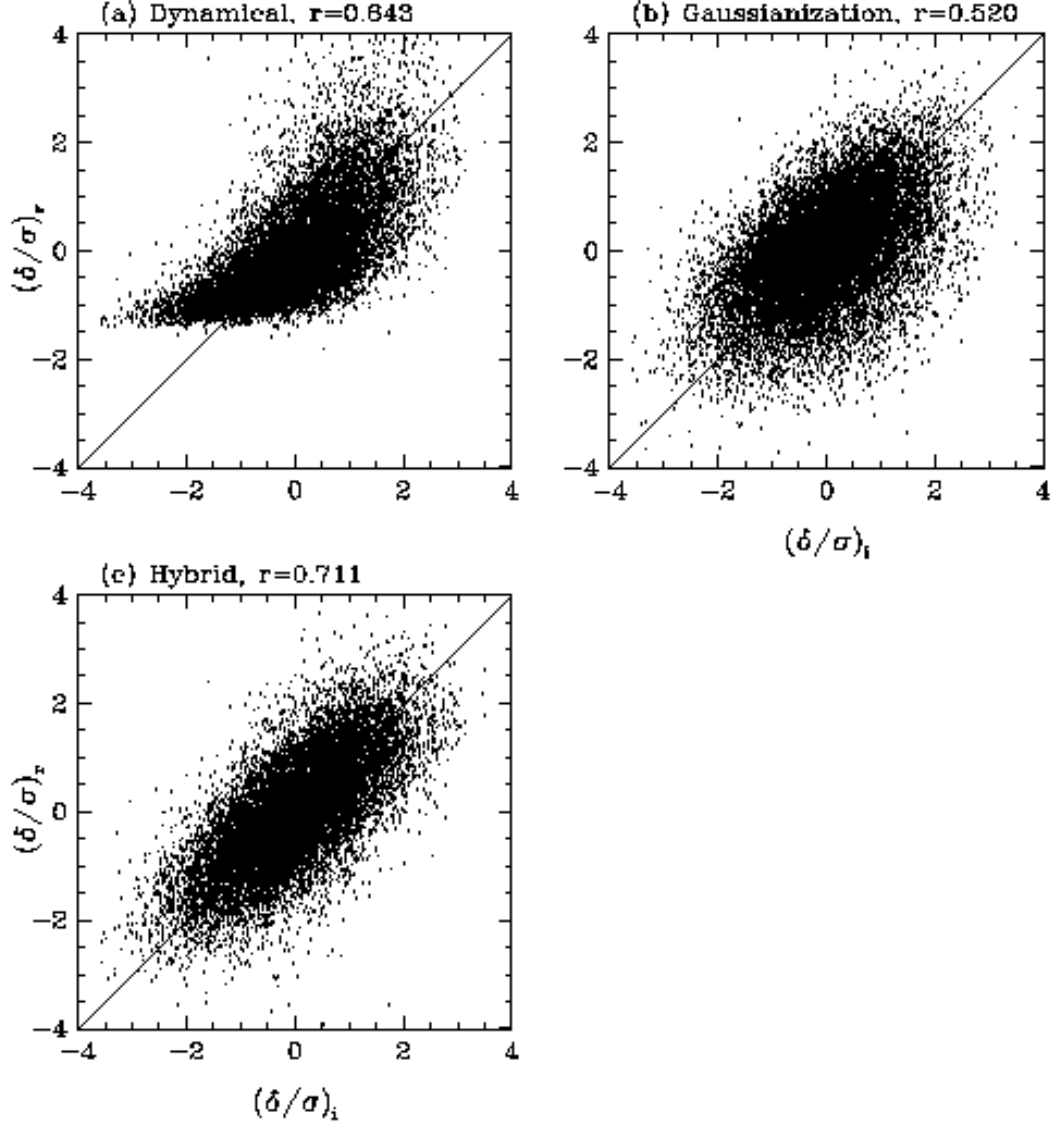 (a) Dynamical, r=0.643
(b) Gaussianization, r=0.520
4
2
0
−2
−4
(δ/σ)r
−4 −2 0 2 4
4
2
0
−2
−4
−4 −2 0 2 4
(δ/σ)i
(c) Hybrid, r=0.711
4
2
0
−2
−4
(δ/σ)r
−4 −2 0 2 4
(δ/σ)i